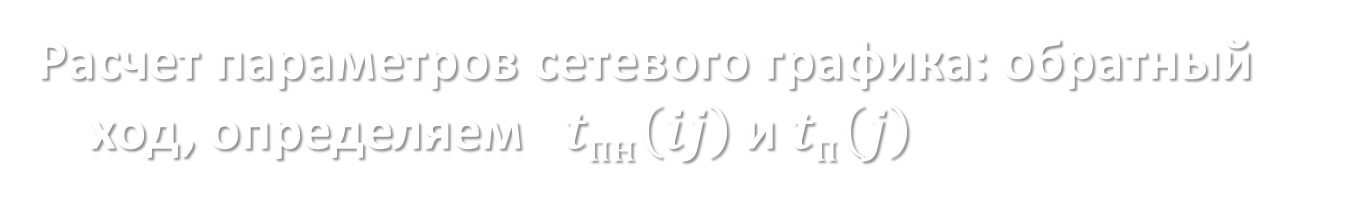 Расчет параметров сетевого графика: обратный
ход, определяем tпн(ij) и tп(j)